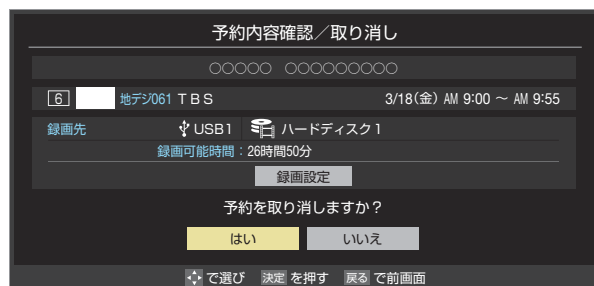 予約内容確認／取り消し
○○○○○ ○○○○○○○○○
6 地デジ061 TBS 3/18(金) AM 9:00 ～ AM 9:55
録画先 USB1 ハードディスク1
録画可能時間：26時間50分
録画設定
予約を取り消しますか？
はい いいえ
で選び 決定 を押す 戻る で前画面